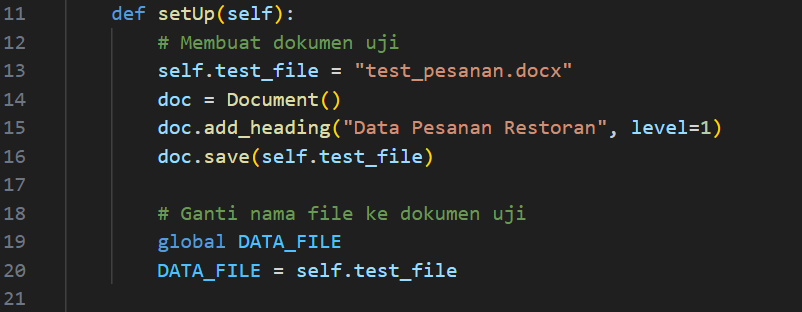 11 def setUp(self):
12 # Membuat dokumen uji
13 self.test_file = "test_pesanan.docx"
14 doc = Document()
15 doc.add_heading("Data Pesanan Restoran", level=1)
16 doc.save(self.test_file)
17
18 # Ganti nama file ke dokumen uji
19 global DATA_FILE
20 DATA_FILE = self.test_file
21